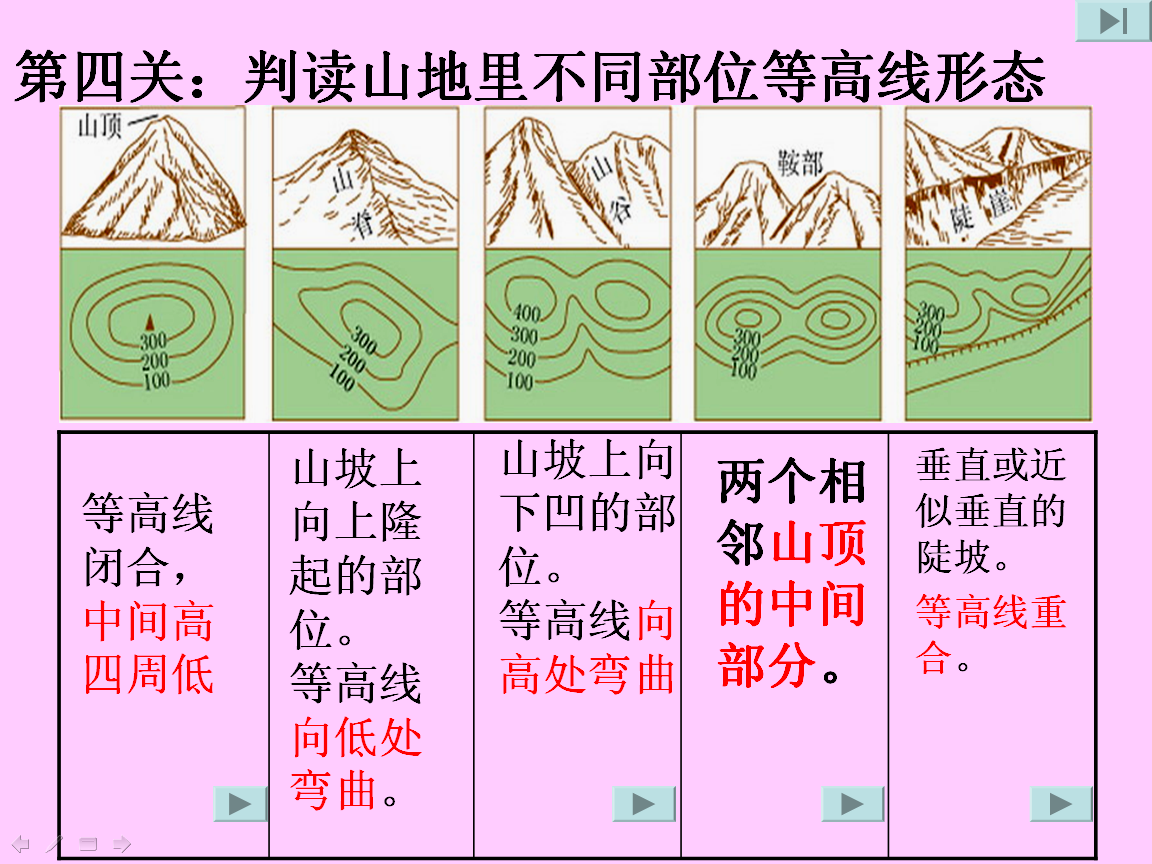 第四关：判读山地里不同部位等高线形态
山顶
山
脊
山
谷
鞍部
陡崖
300
200
100
300
200
100
400
300
200
100
300
200
100
300
200
100
等高线
闭合，
中间高
四周低
山坡上
向上隆
起的部
位。
等高线
向低处
弯曲。
山坡上向
下凹的部
位。
等高线向
高处弯曲
两个相
邻山顶
的中间
部分。
垂直或近
似垂直的
陡坡。
等高线重
合。